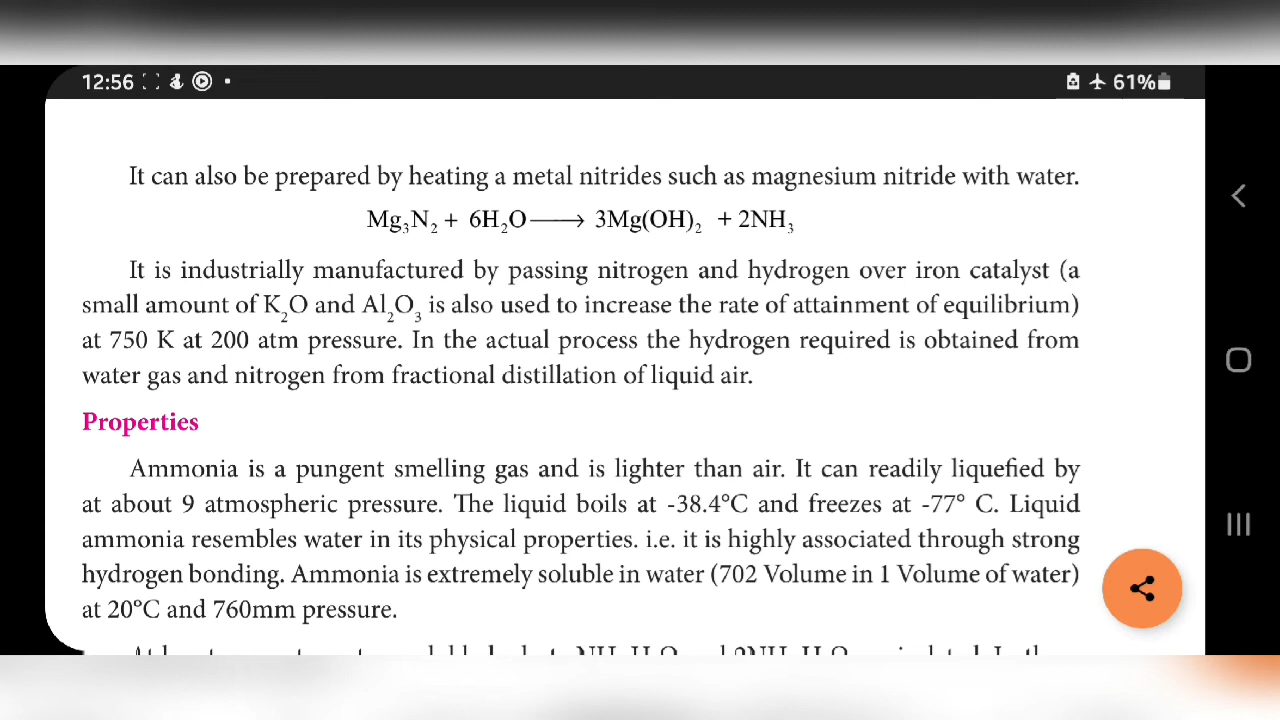 12:56
61%
It can also be prepared by heating a metal nitrides such as magnesium nitride with water.
Mg₃N₂ + 6H₂O ⟶ 3Mg(OH)₂ + 2NH₃
It is industrially manufactured by passing nitrogen and hydrogen over iron catalyst (a
small amount of K₂O and Al₂O₃ is also used to increase the rate of attainment of equilibrium)
at 750 K at 200 atm pressure. In the actual process the hydrogen required is obtained from
water gas and nitrogen from fractional distillation of liquid air.
Properties
Ammonia is a pungent smelling gas and is lighter than air. It can readily liquefied by
at about 9 atmospheric pressure. The liquid boils at -38.4°C and freezes at -77° C. Liquid
ammonia resembles water in its physical properties. i.e. it is highly associated through strong
hydrogen bonding. Ammonia is extremely soluble in water (702 Volume in 1 Volume of water)
at 20°C and 760mm pressure.